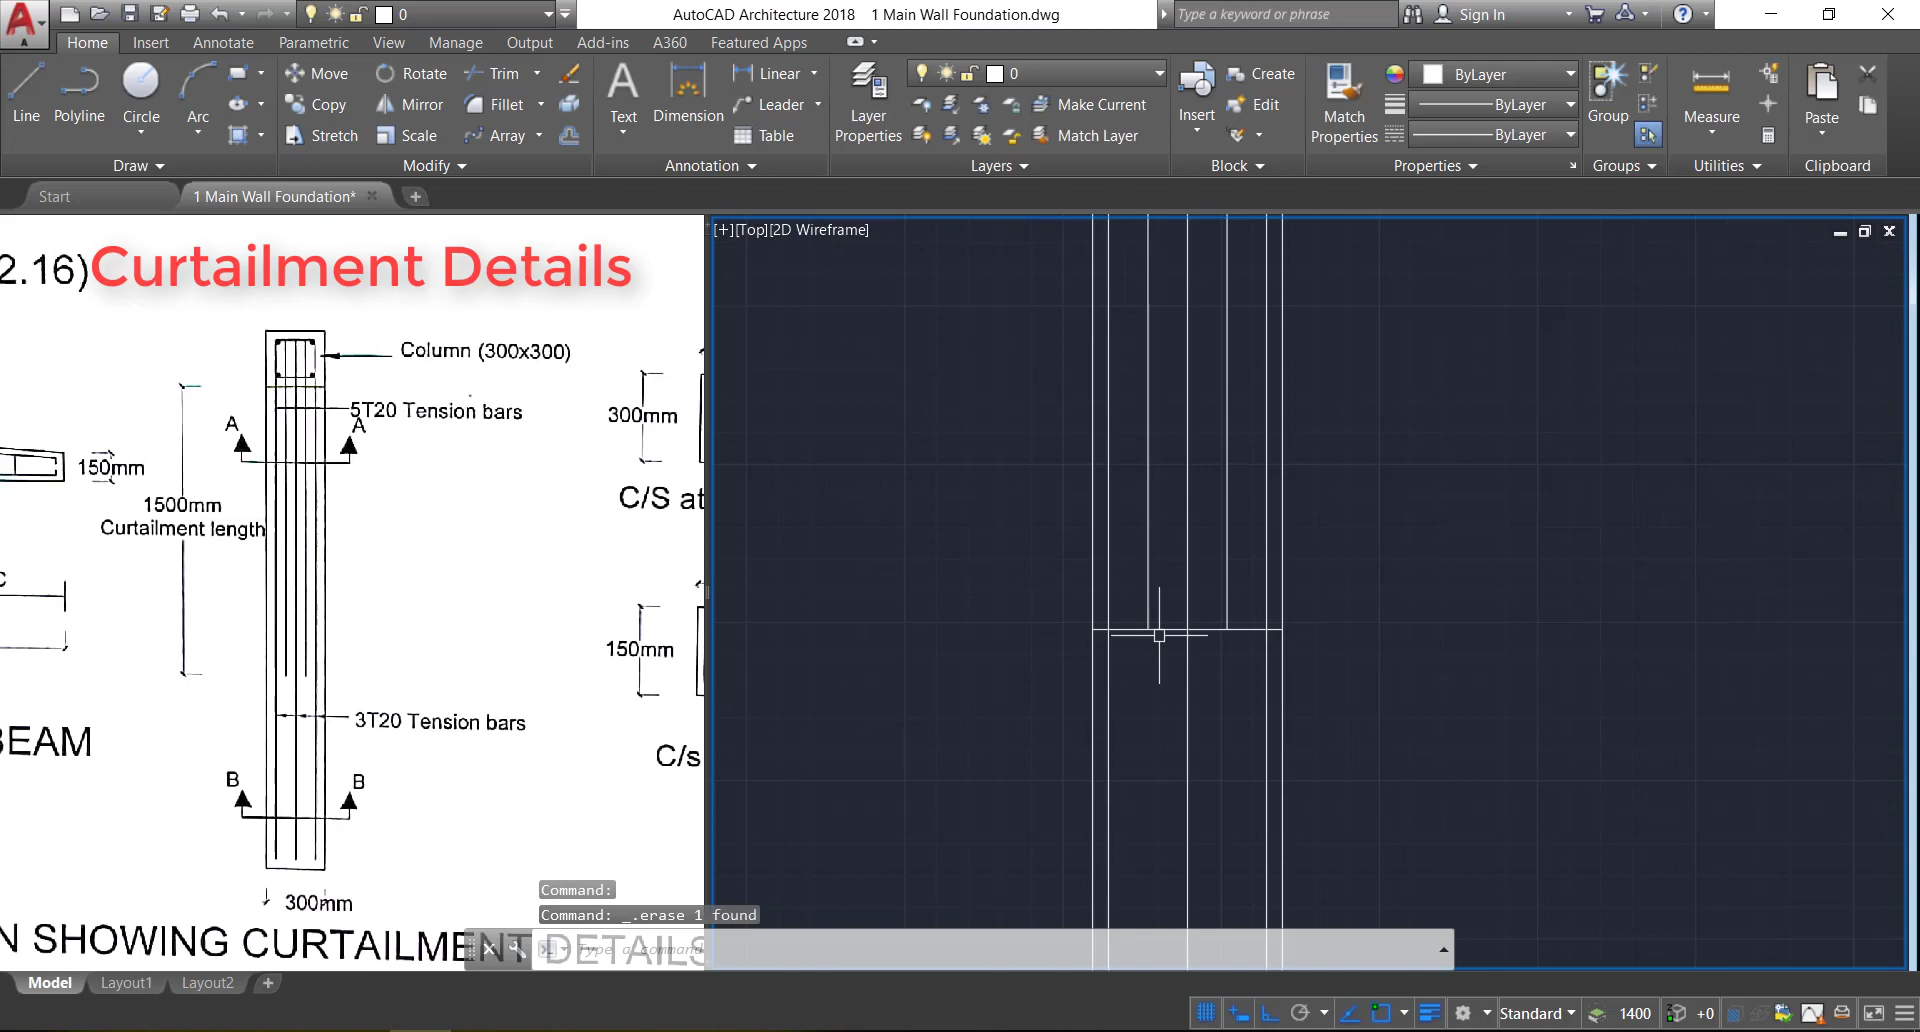 0
AutoCAD Architecture 2018 1 Main Wall Foundation.dwg
Type a keyword or phrase
Sign In
A
Home Insert Annotate Parametric View Manage Output Add-ins A360 Featured Apps
Line
Polyline
Circle
Arc
Draw
Move
Rotate
Trim
Copy
Mirror
Fillet
Stretch
Scale
Array
Modify
Text
Dimension
Linear
Leader
Table
Annotation
Layer
Properties
0
Make Current
Match Layer
Layers
Insert
Create
Edit
Block
Match
Properties
ByLayer
ByLayer
ByLayer
Properties
Group
Groups
Measure
Utilities
Paste
Clipboard
Start
1 Main Wall Foundation*
[+][Top][2D Wireframe]
2.16)
Curtailment Details
Column (300x300)
5T20 Tension bars
A
A
300mm
150mm
C/S at
1500mm
Curtailment length
150mm
3T20 Tension bars
BEAM
C/s
B
B
300mm
N SHOWING CURTAILMENT DETAILS
Command:
Command: _.erase 1 found
Type a command
Model Layout1 Layout2
Standard
1400
+0